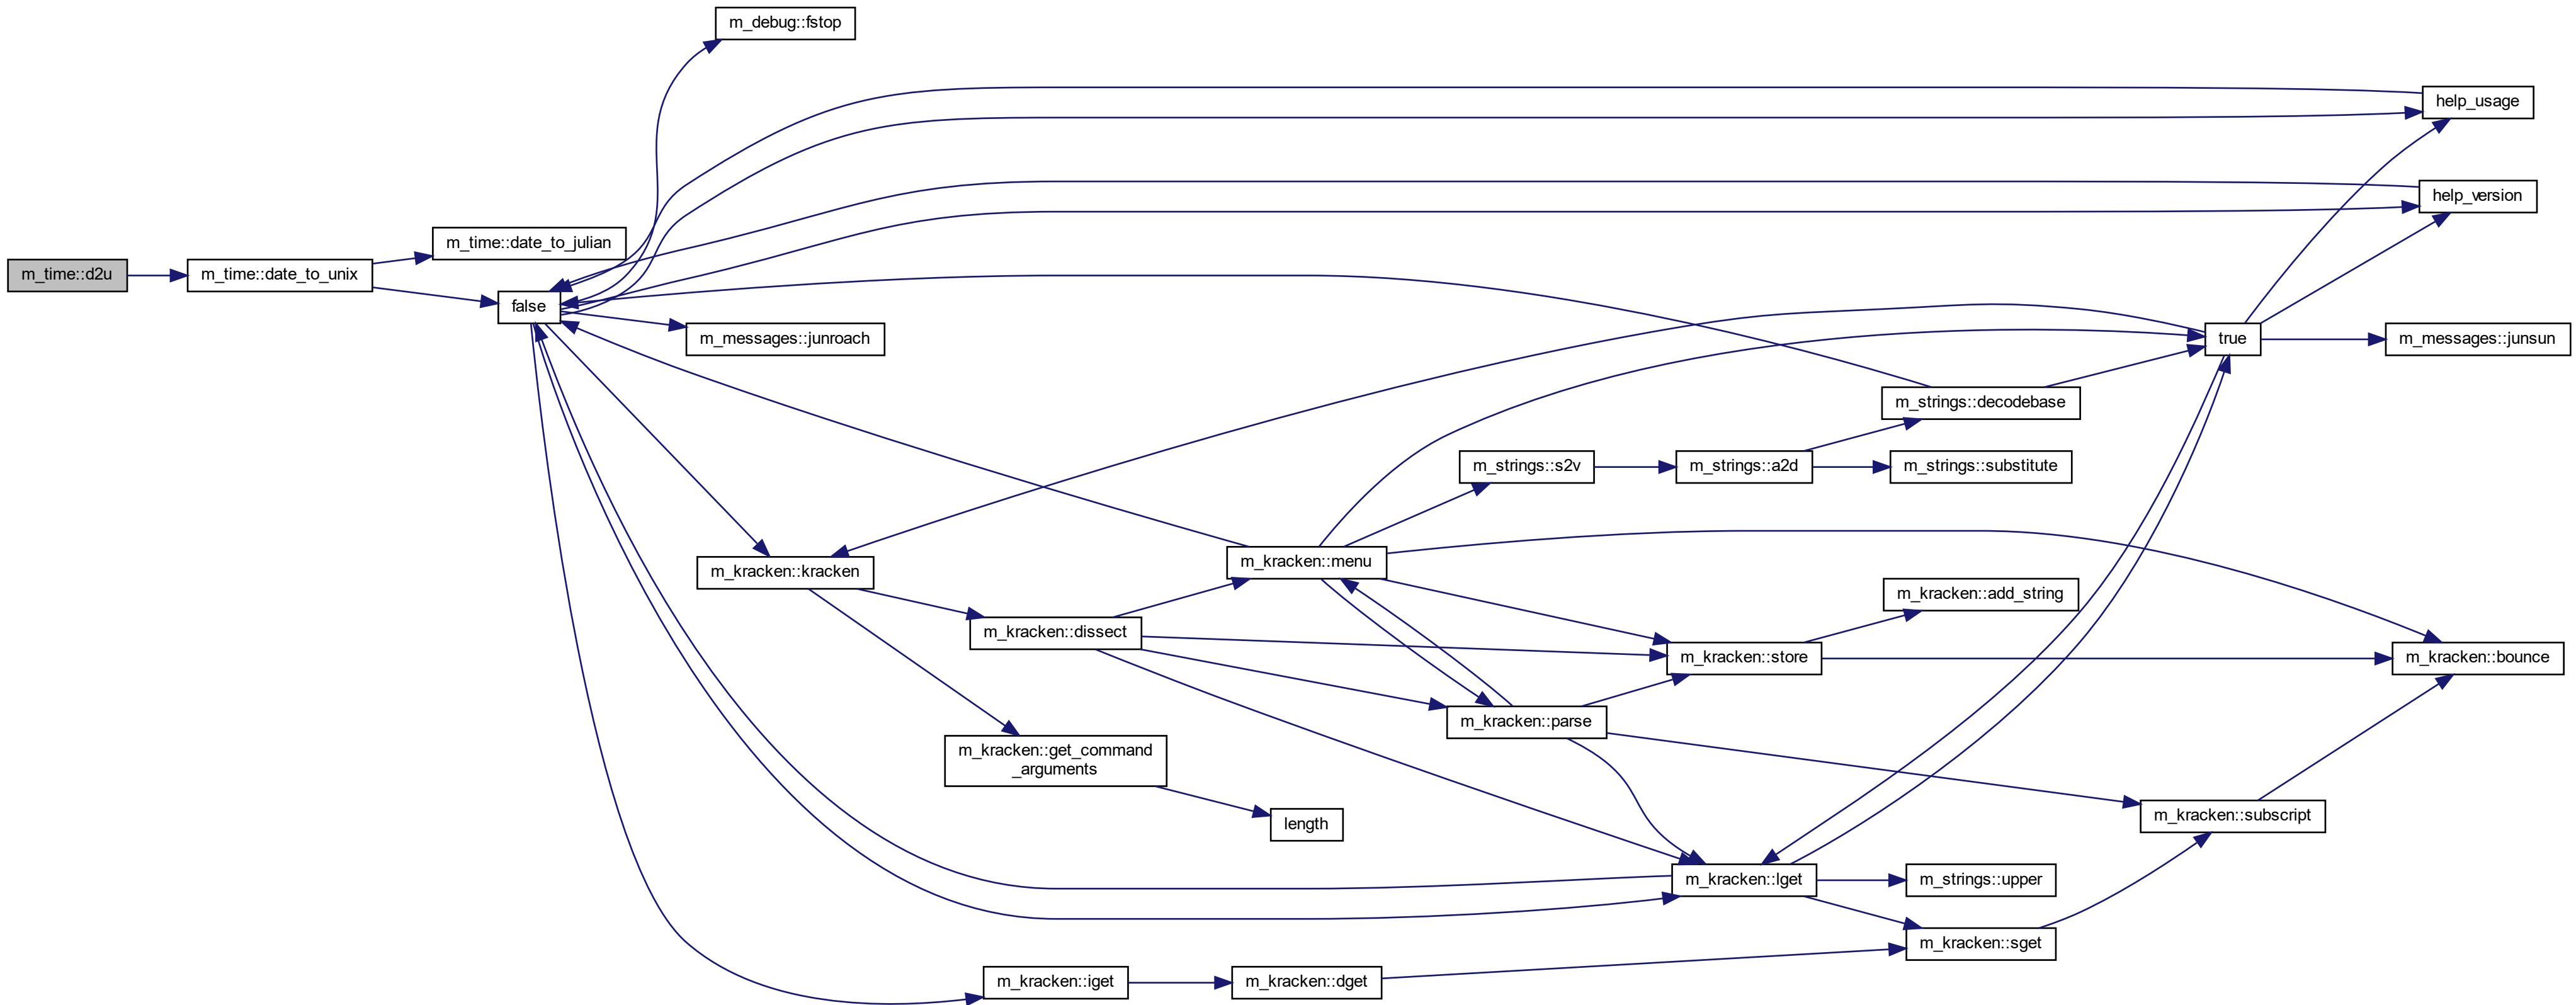 m_debug::fstop
help_usage
help_version
m_time::date_to_julian
m_time::d2u
m_time::date_to_unix
false
m_messages::junroach
true
m_messages::junsun
m_strings::decodebase
m_strings::s2v
m_strings::a2d
m_strings::substitute
m_kracken::kracken
m_kracken::menu
m_kracken::add_string
m_kracken::dissect
m_kracken::store
m_kracken::bounce
m_kracken::parse
m_kracken::get_command
_arguments
length
m_kracken::subscript
m_kracken::lget
m_strings::upper
m_kracken::sget
m_kracken::iget
m_kracken::dget